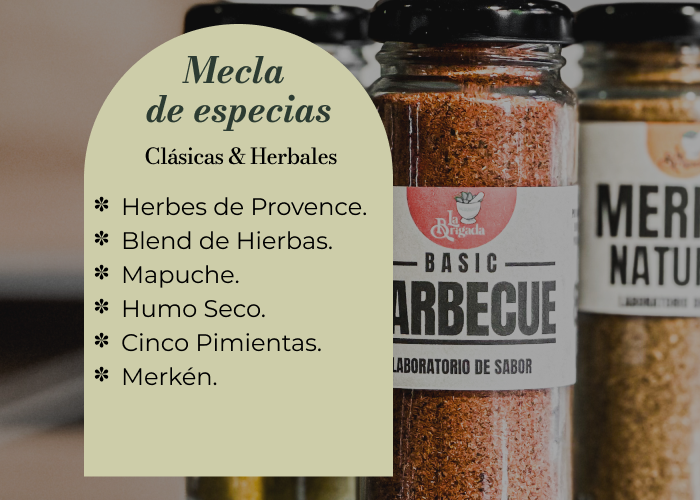 Mecla
de especias
Clásicas & Herbales
✽ Herbes de Provence.
✽ Blend de Hierbas.
✽ Mapuche.
✽ Humo Seco.
✽ Cinco Pimientas.
✽ Merkén.
La
Brigada
BASIC
ARBECUE
LABORATORIO DE SABOR
MER
NATU